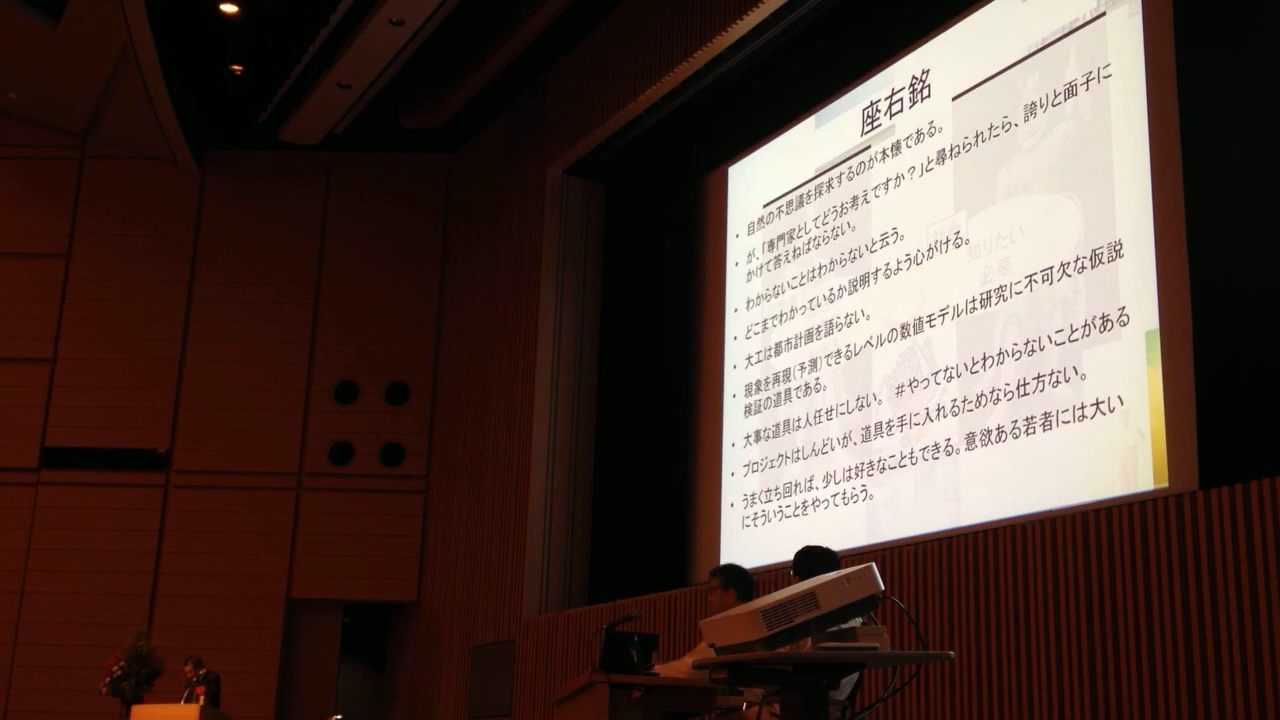 座右銘
・ 自然の不思議を探求するのが本懐である。
・ が、「専門家としてどうお考えですか？」と尋ねられたら、誇りと面子に
かけて答えねばならない。
・ わからないことはわからないと云う。
・ どこまでわかっているか説明するよう心がける。
・ 大工は都市計画を語らない。
・ 現象を再現（予測）できるレベルの数値モデルは研究に不可欠な仮説
検証の道具である。
・ 大事な道具は人任せにしない。 ＃やってないとわからないことがある
・ プロジェクトはしんどいが、道具を手に入れるためなら仕方ない。
・ うまく立ち回れば、少しは好きなこともできる。意欲ある若者には大い
にそういうことをやってもらう。
知りたい
必要